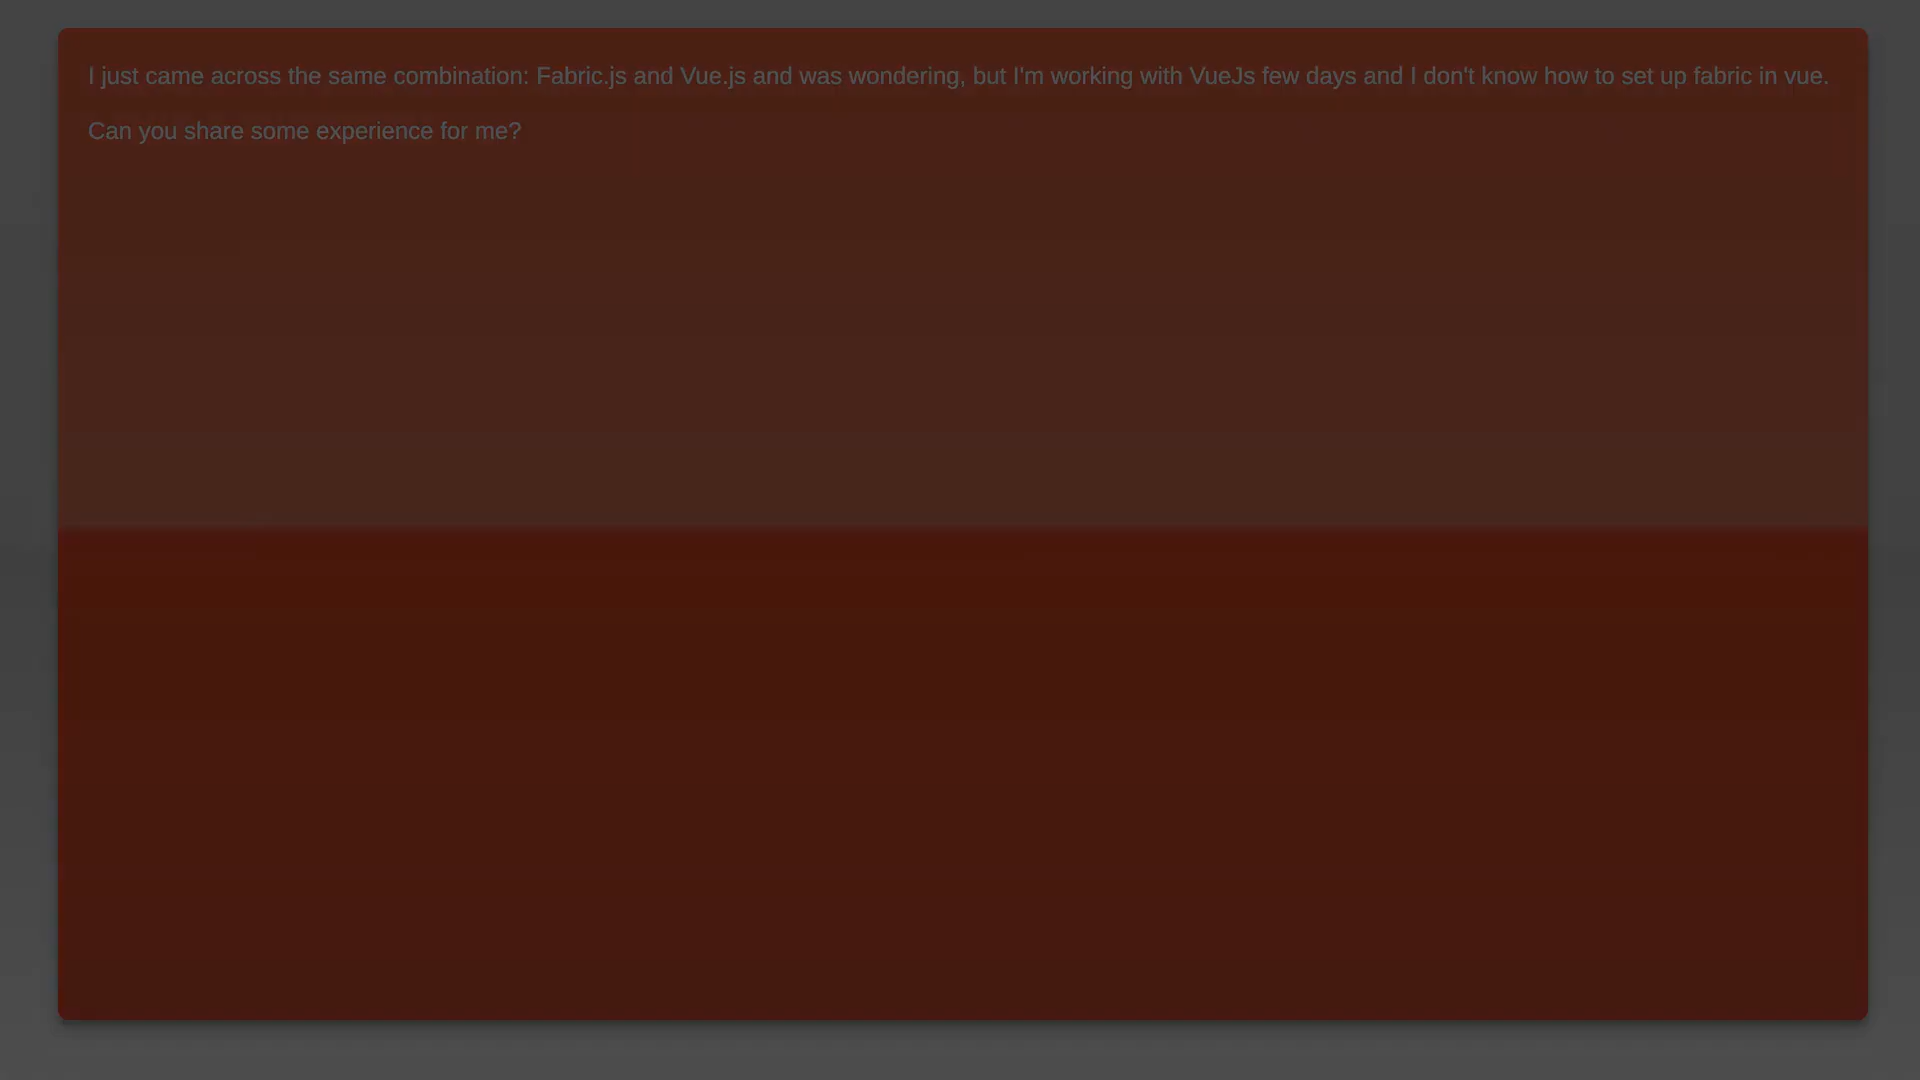 I just came across the same combination: Fabric.js and Vue.js and was wondering, but I'm working with VueJs few days and I don't know how to set up fabric in vue.
Can you share some experience for me?